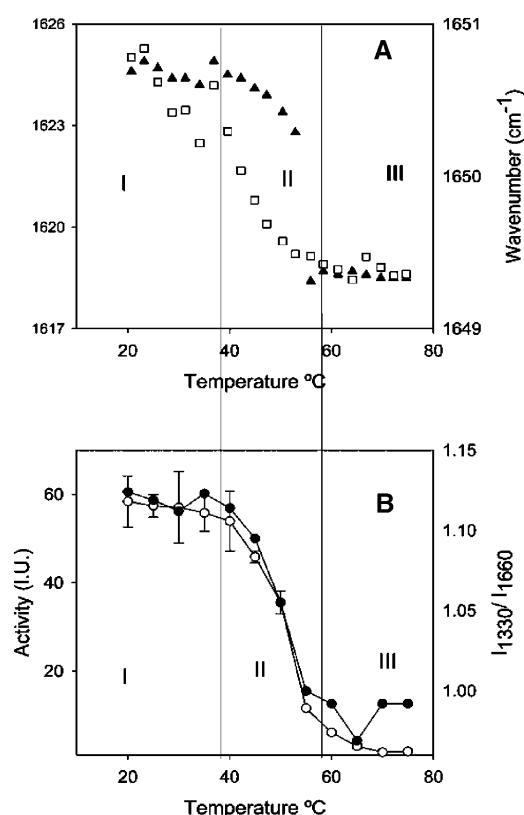 1626
1623
1620
1617
A
I
II
III
1651
1650
1649
Wavenumber (cm⁻¹)
20 40 60 80
Temperature ºC
60
40
20
Activity (I.U.)
B
I
II
III
1.15
1.10
1.05
1.00
I₁₃₃₀/ I₁₆₆₀
20 40 60 80
Temperature ºC